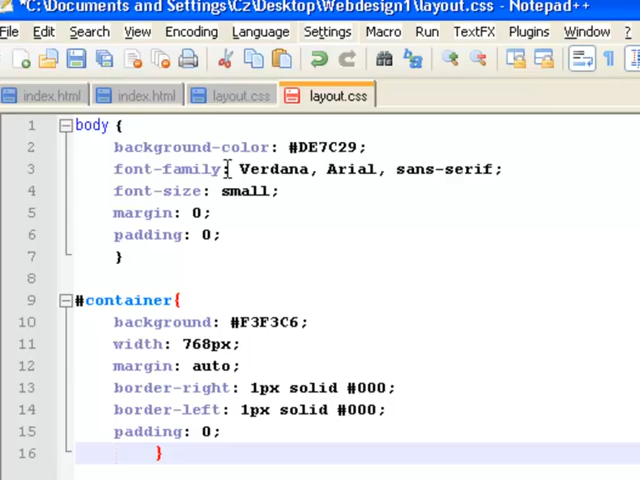 *C:\Documents and Settings\Cz\Desktop\Webdesign1\layout.css - Notepad++
File Edit Search View Encoding Language Settings Macro Run TextFX Plugins Window ?
index.html index.html layout.css layout.css
1 body {
2 background-color: #DE7C29;
3 font-family: Verdana, Arial, sans-serif;
4 font-size: small;
5 margin: 0;
6 padding: 0;
7 }
8
9 #container{
10 background: #F3F3C6;
11 width: 768px;
12 margin: auto;
13 border-right: 1px solid #000;
14 border-left: 1px solid #000;
15 padding: 0;
16 }